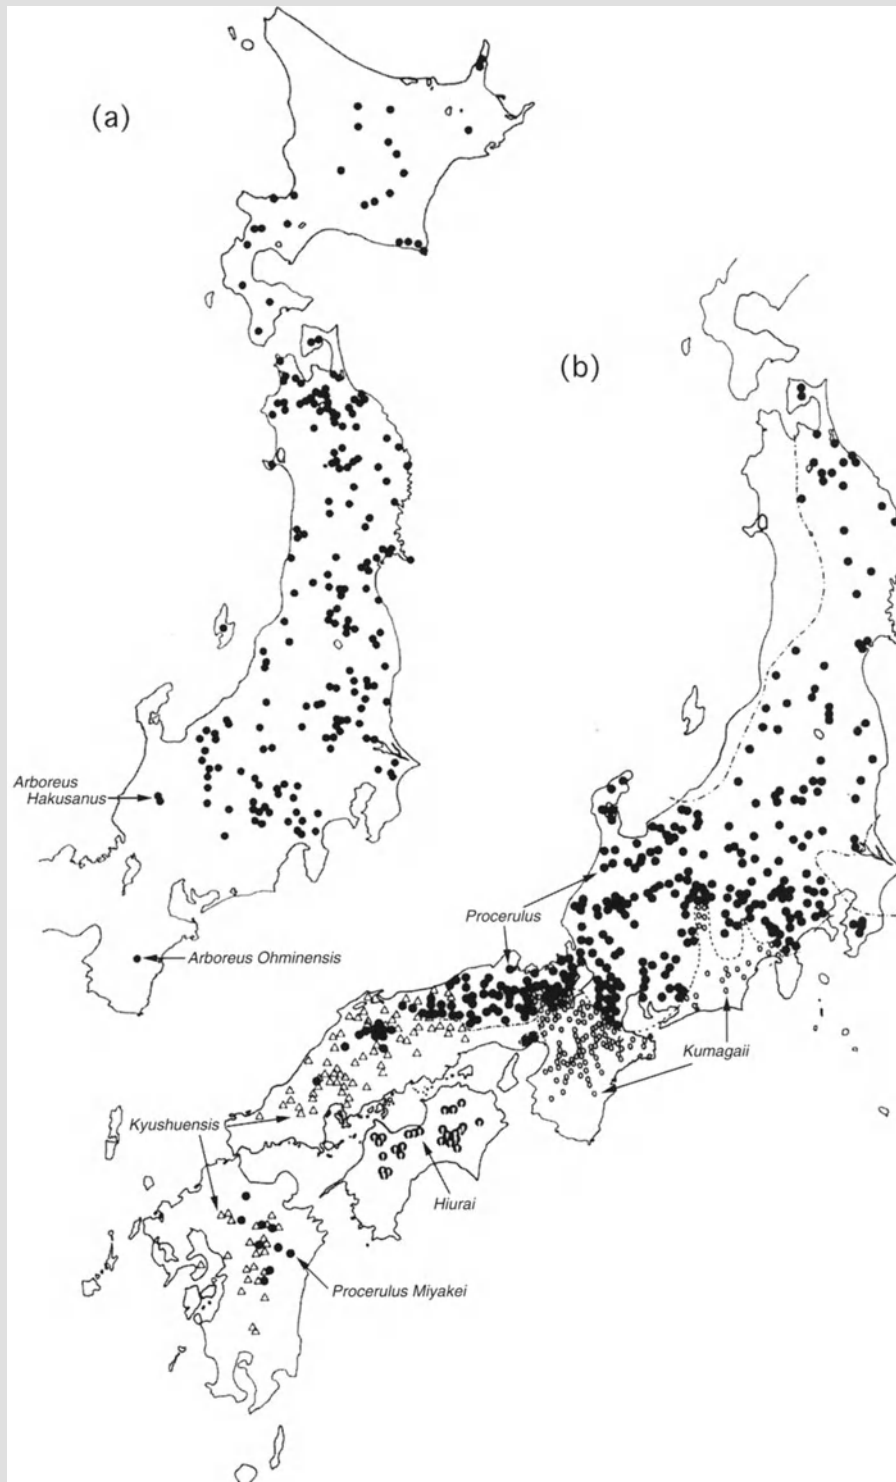 (a)
(b)
Arboreus
Hakusanus
Procerulus
Arboreus Ohminensis
Kumagaii
Kyushuensis
Hiurai
Procerulus Miyakei